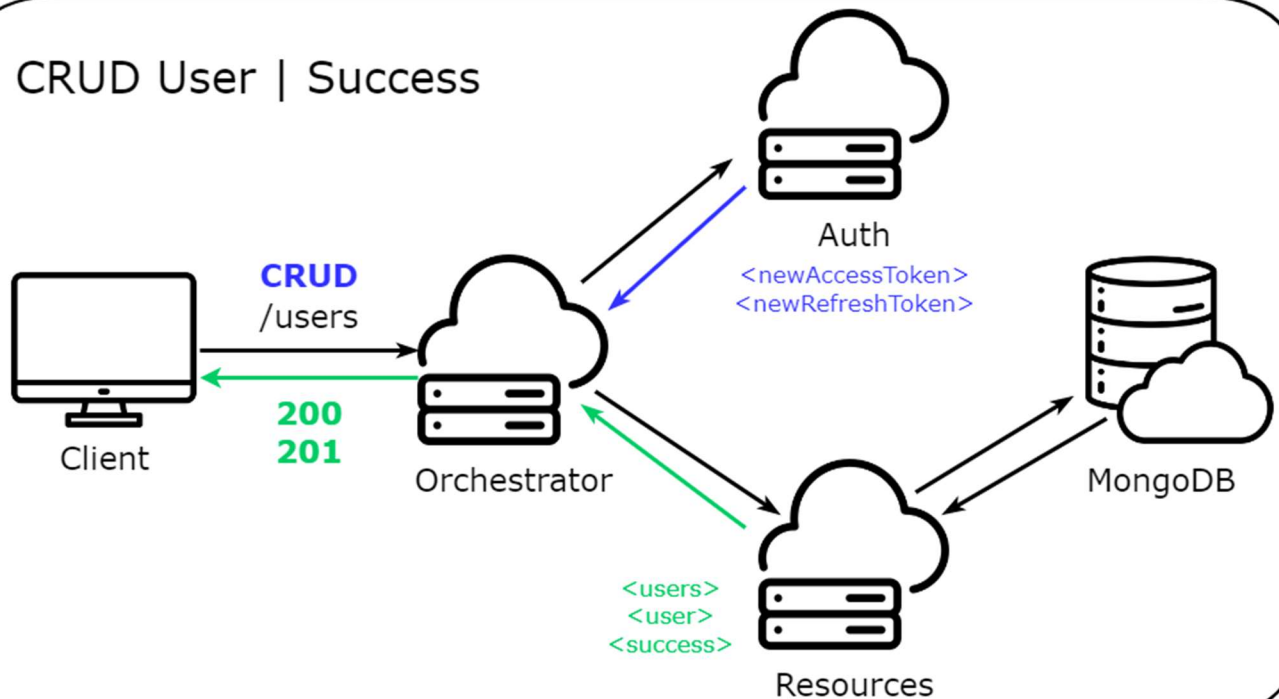 CRUD User | Success
Auth
<newAccessToken>
<newRefreshToken>
CRUD
/users
200
201
Client
Orchestrator
MongoDB
<users>
<user>
<success>
Resources